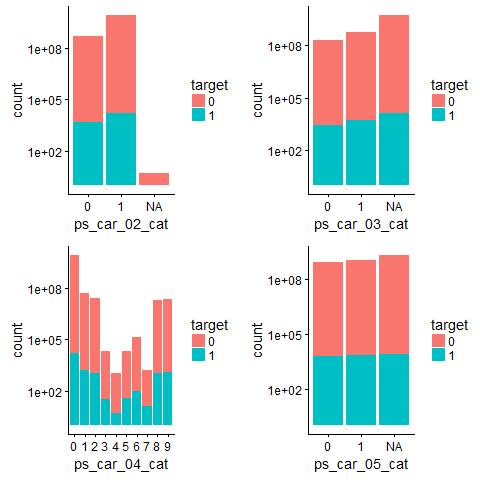 count
1e+08
1e+05
1e+02
0 1 NA
ps_car_02_cat
target
0
1
count
1e+08
1e+05
1e+02
0 1 NA
ps_car_03_cat
target
0
1
count
1e+08
1e+05
1e+02
0 1 2 3 4 5 6 7 8 9
ps_car_04_cat
target
0
1
count
1e+08
1e+05
1e+02
0 1 NA
ps_car_05_cat
target
0
1